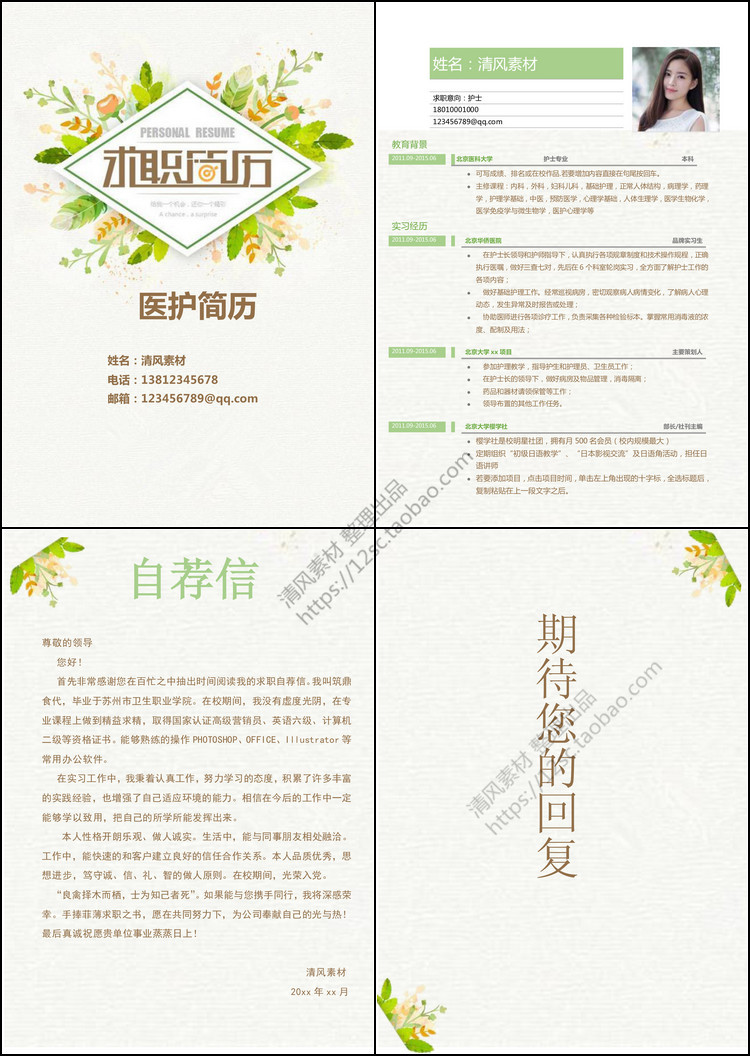 PERSONAL RESUME
求职简历
给我一个机会，还你一个精彩
A chance , a surprise
医护简历
姓名：清风素材
电话：13812345678
邮箱：123456789@qq.com
姓名：清风素材
求职意向：护士
18010001000
123456789@qq.com
教育背景
2011.09-2015.06 北京医科大学 护士专业 本科
可写成绩、排名或在校作品.若要增加内容直接在句尾按回车。
主修课程：内科，外科，妇科儿科，基础护理，正常人体结构，病理学，药理
学，护理学基础，中医，预防医学，心理学基础，人体生理学，医学生物化学，
医学免疫学与微生物学，医护心理学等
实习经历
2011.09-2015.06 北京华侨医院 品牌实习生
在护士长领导和护师指导下，认真执行各项规章制度和技术操作规程，正确
执行医嘱，做好三查七对，先后在6个科室轮岗实习，全方面了解护士工作的
各项内容；
做好基础护理工作。经常巡视病房，密切观察病人病情变化，了解病人心理
动态，发生异常及时报告或处理；
协助医师进行各项诊疗工作，负责采集各种检验标本。掌握常用消毒液的浓
度、配制及用法；
2011.09-2015.06 北京大学 xx 项目 主要策划人
参加护理教学，指导护生和护理员、卫生员工作；
在护士长的领导下，做好病房及物品管理，消毒隔离；
药品和器材请领保管等工作；
领导布置的其他工作任务。
2011.09-2015.06 北京大学樱学社 部长/社刊主编
樱学社是校明星社团，拥有月 500 名会员（校内规模最大）
定期组织“初级日语教学”、“日本影视交流”及日语角活动，担任日
语讲师
若要添加项目，点击项目时间，单击左上角出现的十字标，全选标题后，
复制粘贴在上一段文字之后。
自荐信
尊敬的领导
您好！
首先非常感谢您在百忙之中抽出时间阅读我的求职自荐信。我叫筑鼎
食代，毕业于苏州市卫生职业学院。在校期间，我没有虚度光阴，在专
业课程上做到精益求精，取得国家认证高级营销员、英语六级、计算机
二级等资格证书。能够熟练的操作 PHOTOSHOP、OFFICE、Illustrator 等
常用办公软件。
在实习工作中，我秉着认真工作，努力学习的态度，积累了许多丰富
的实践经验，也增强了自己适应环境的能力。相信在今后的工作中一定
能够学以致用，把自己的所学所能发挥出来。
本人性格开朗乐观、做人诚实。生活中，能与同事朋友相处融洽。
工作中，能快速的和客户建立良好的信任合作关系。本人品质优秀，思
想进步，笃守诚、信、礼、智的做人原则。在校期间，光荣入党。
“良禽择木而栖，士为知己者死”。如果能与您携手同行，我将深感荣
幸。手捧菲薄求职之书，愿在共同努力下，为公司奉献自己的光与热！
最后真诚祝愿贵单位事业蒸蒸日上！
清风素材
20xx 年 xx 月
期待您的回复
清风素材 整理出品
https://12sc.taobao.com
清风素材 整理出品
https://12sc.taobao.com